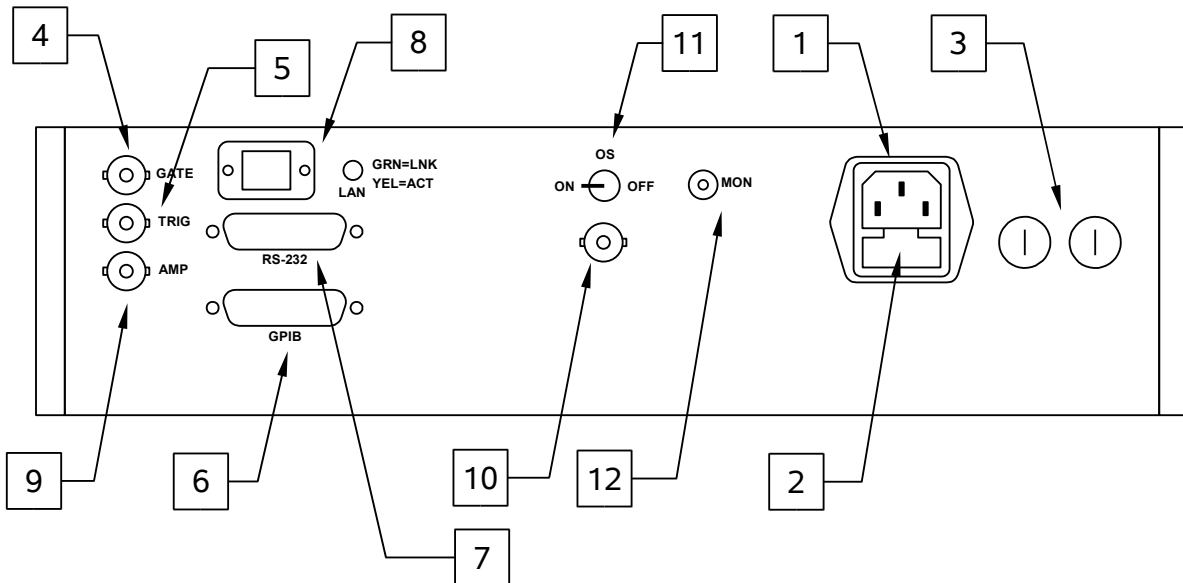 4
5
8
11
1
3
GATE
TRIG
AMP
GRN=LNK
YEL=ACT
LAN
RS-232
GPIB
OS
ON
OFF
MON
9
6
7
10
12
2